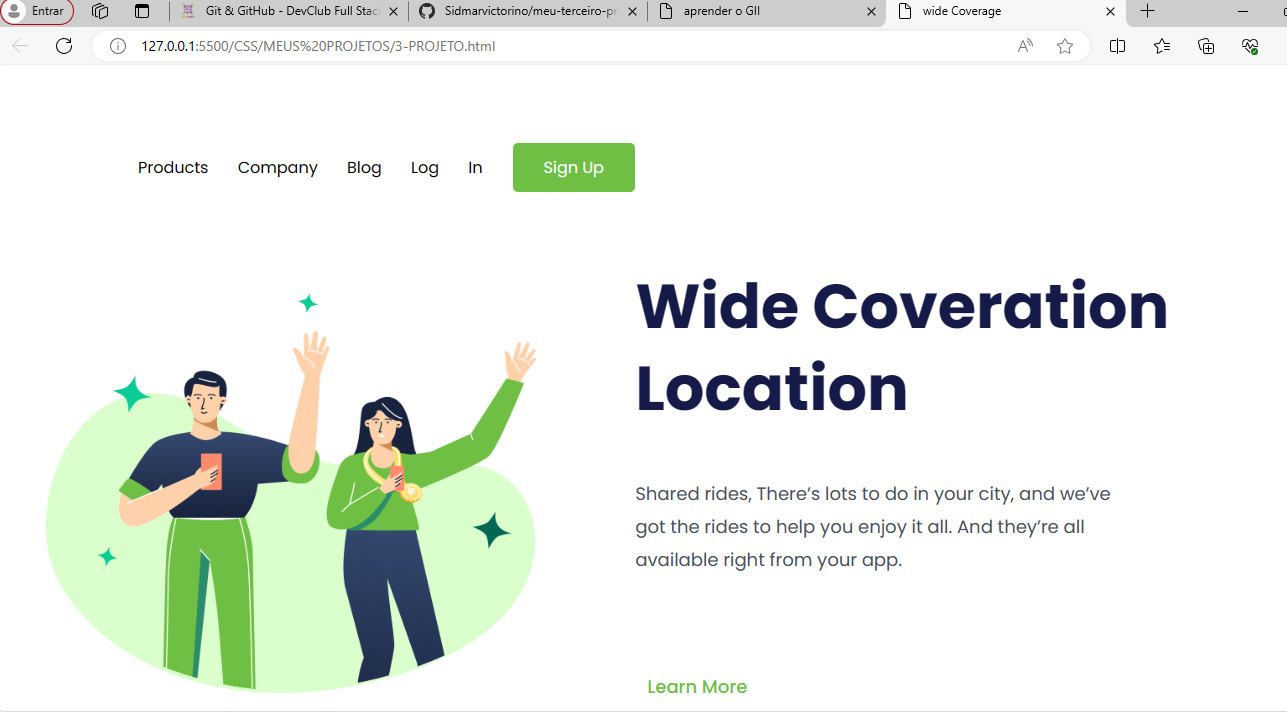 Entrar
Git & GitHub - DevClub Full Stac
Sidmarvictorino/meu-terceiro-pr
aprender o GIl
wide Coverage
127.0.0.1:5500/CSS/MEUS%20PROJETOS/3-PROJETO.html
Products Company Blog Log In Sign Up
Wide Coveration
Location
Shared rides, There’s lots to do in your city, and we’ve
got the rides to help you enjoy it all. And they’re all
available right from your app.
Learn More